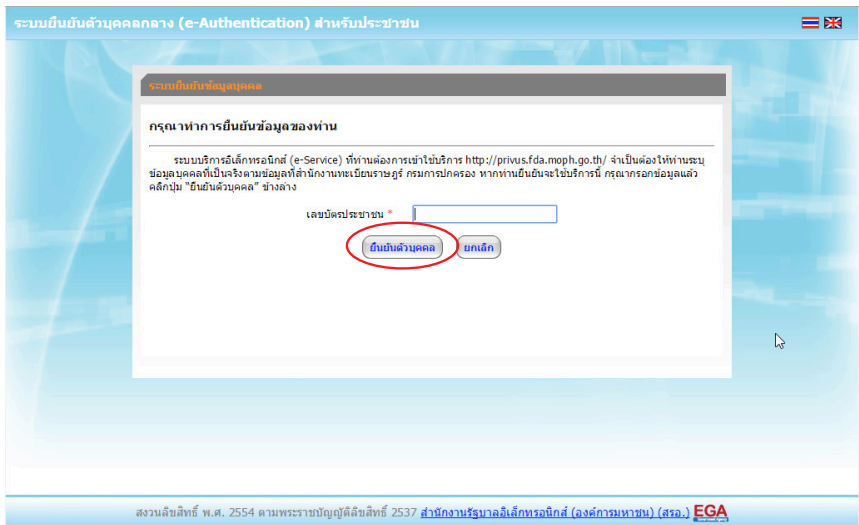 ระบบยืนยันตัวบุคคลกลาง (e-Authentication) สำหรับประชาชน
ระบบยืนยันข้อมูลบุคคล
กรุณาทำการยืนยันข้อมูลของท่าน
ระบบบริการอิเล็กทรอนิกส์ (e-Service) ที่ท่านต้องการเข้าใช้บริการ http://privus.fda.moph.go.th/ จำเป็นต้องให้ท่านระบุ
ข้อมูลบุคคลที่เป็นจริงตามข้อมูลที่สำนักงานทะเบียนราษฎร์ กรมการปกครอง หากท่านยืนยันจะใช้บริการนี้ กรุณากรอกข้อมูลแล้ว
คลิกปุ่ม "ยืนยันตัวบุคคล" ข้างล่าง
เลขบัตรประชาชน *
ยืนยันตัวบุคคล ยกเลิก
สงวนลิขสิทธิ์ พ.ศ. 2554 ตามพระราชบัญญัติลิขสิทธิ์ 2537 สำนักงานรัฐบาลอิเล็กทรอนิกส์ (องค์การมหาชน) (สรอ.) EGA